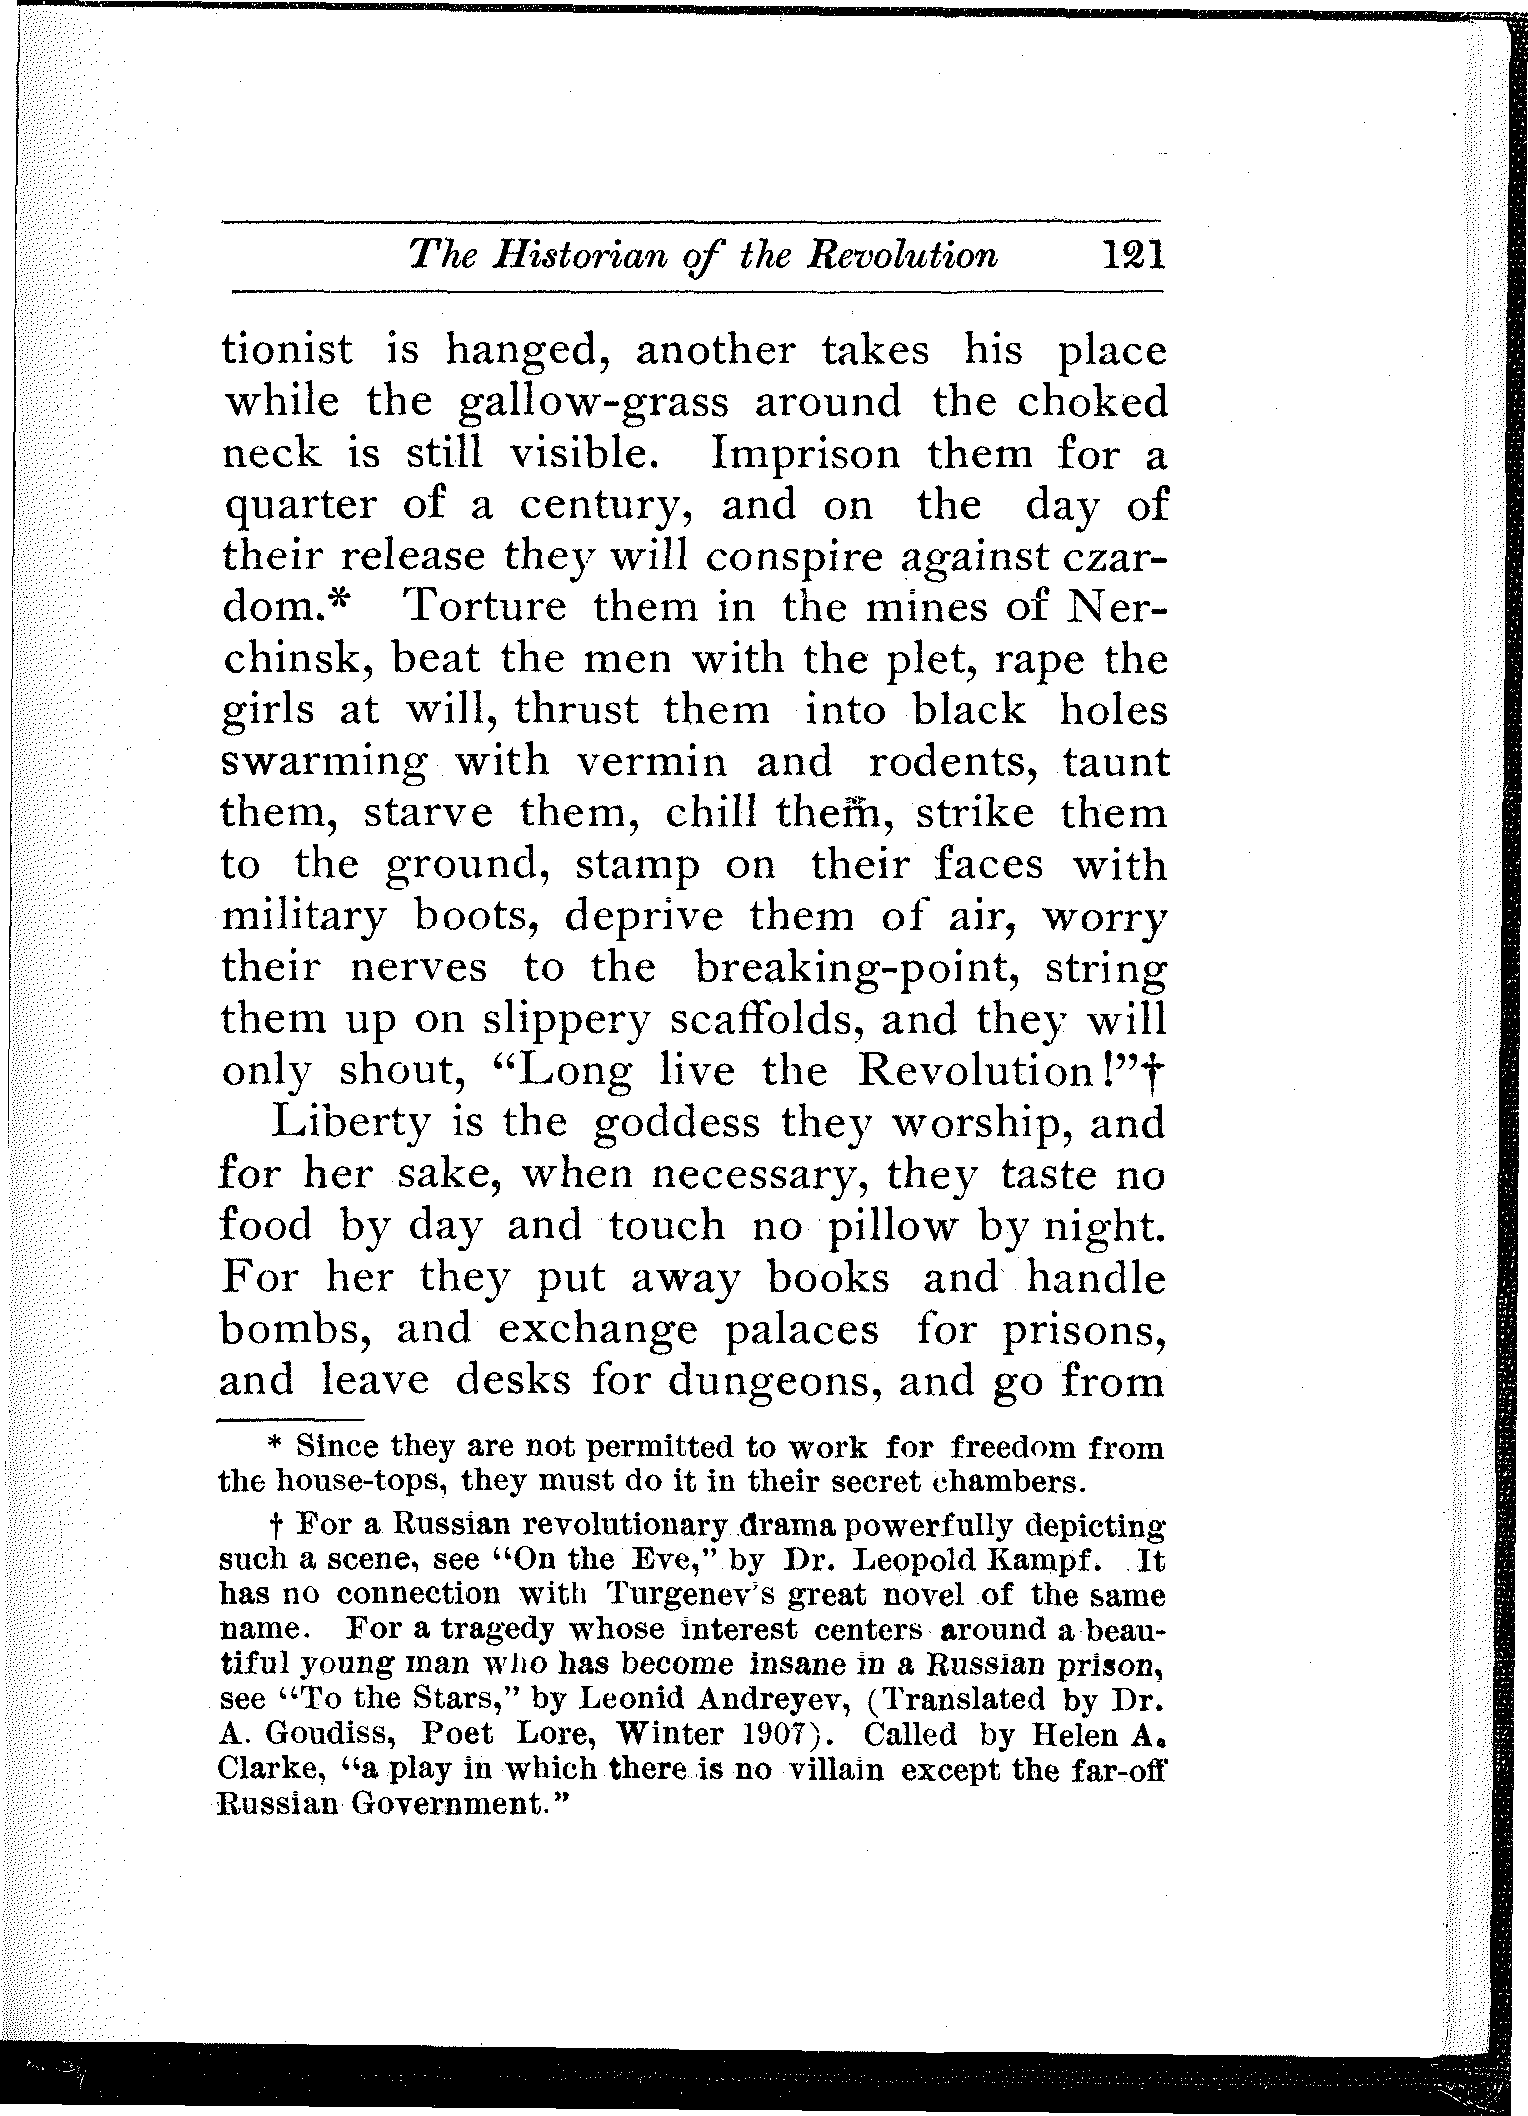 The Historian of the Revolution 121
tionist is hanged, another takes his place
while the gallow-grass around the choked
neck is still visible. Imprison them for a
quarter of a century, and on the day of
their release they will conspire against czar-
dom.* Torture them in the mines of Ner-
chinsk, beat the men with the plet, rape the
girls at will, thrust them into black holes
swarming with vermin and rodents, taunt
them, starve them, chill them, strike them
to the ground, stamp on their faces with
military boots, deprive them of air, worry
their nerves to the breaking-point, string
them up on slippery scaffolds, and they will
only shout, “Long live the Revolution!”†
Liberty is the goddess they worship, and
for her sake, when necessary, they taste no
food by day and touch no pillow by night.
For her they put away books and handle
bombs, and exchange palaces for prisons,
and leave desks for dungeons, and go from
* Since they are not permitted to work for freedom from
the house-tops, they must do it in their secret chambers.
† For a Russian revolutionary drama powerfully depicting
such a scene, see “On the Eve,” by Dr. Leopold Kampf. It
has no connection with Turgenev's great novel of the same
name. For a tragedy whose interest centers around a beau-
tiful young man who has become insane in a Russian prison,
see “To the Stars,” by Leonid Andreyev, (Translated by Dr.
A. Goudiss, Poet Lore, Winter 1907). Called by Helen A.
Clarke, “a play in which there is no villain except the far-off
Russian Government.”